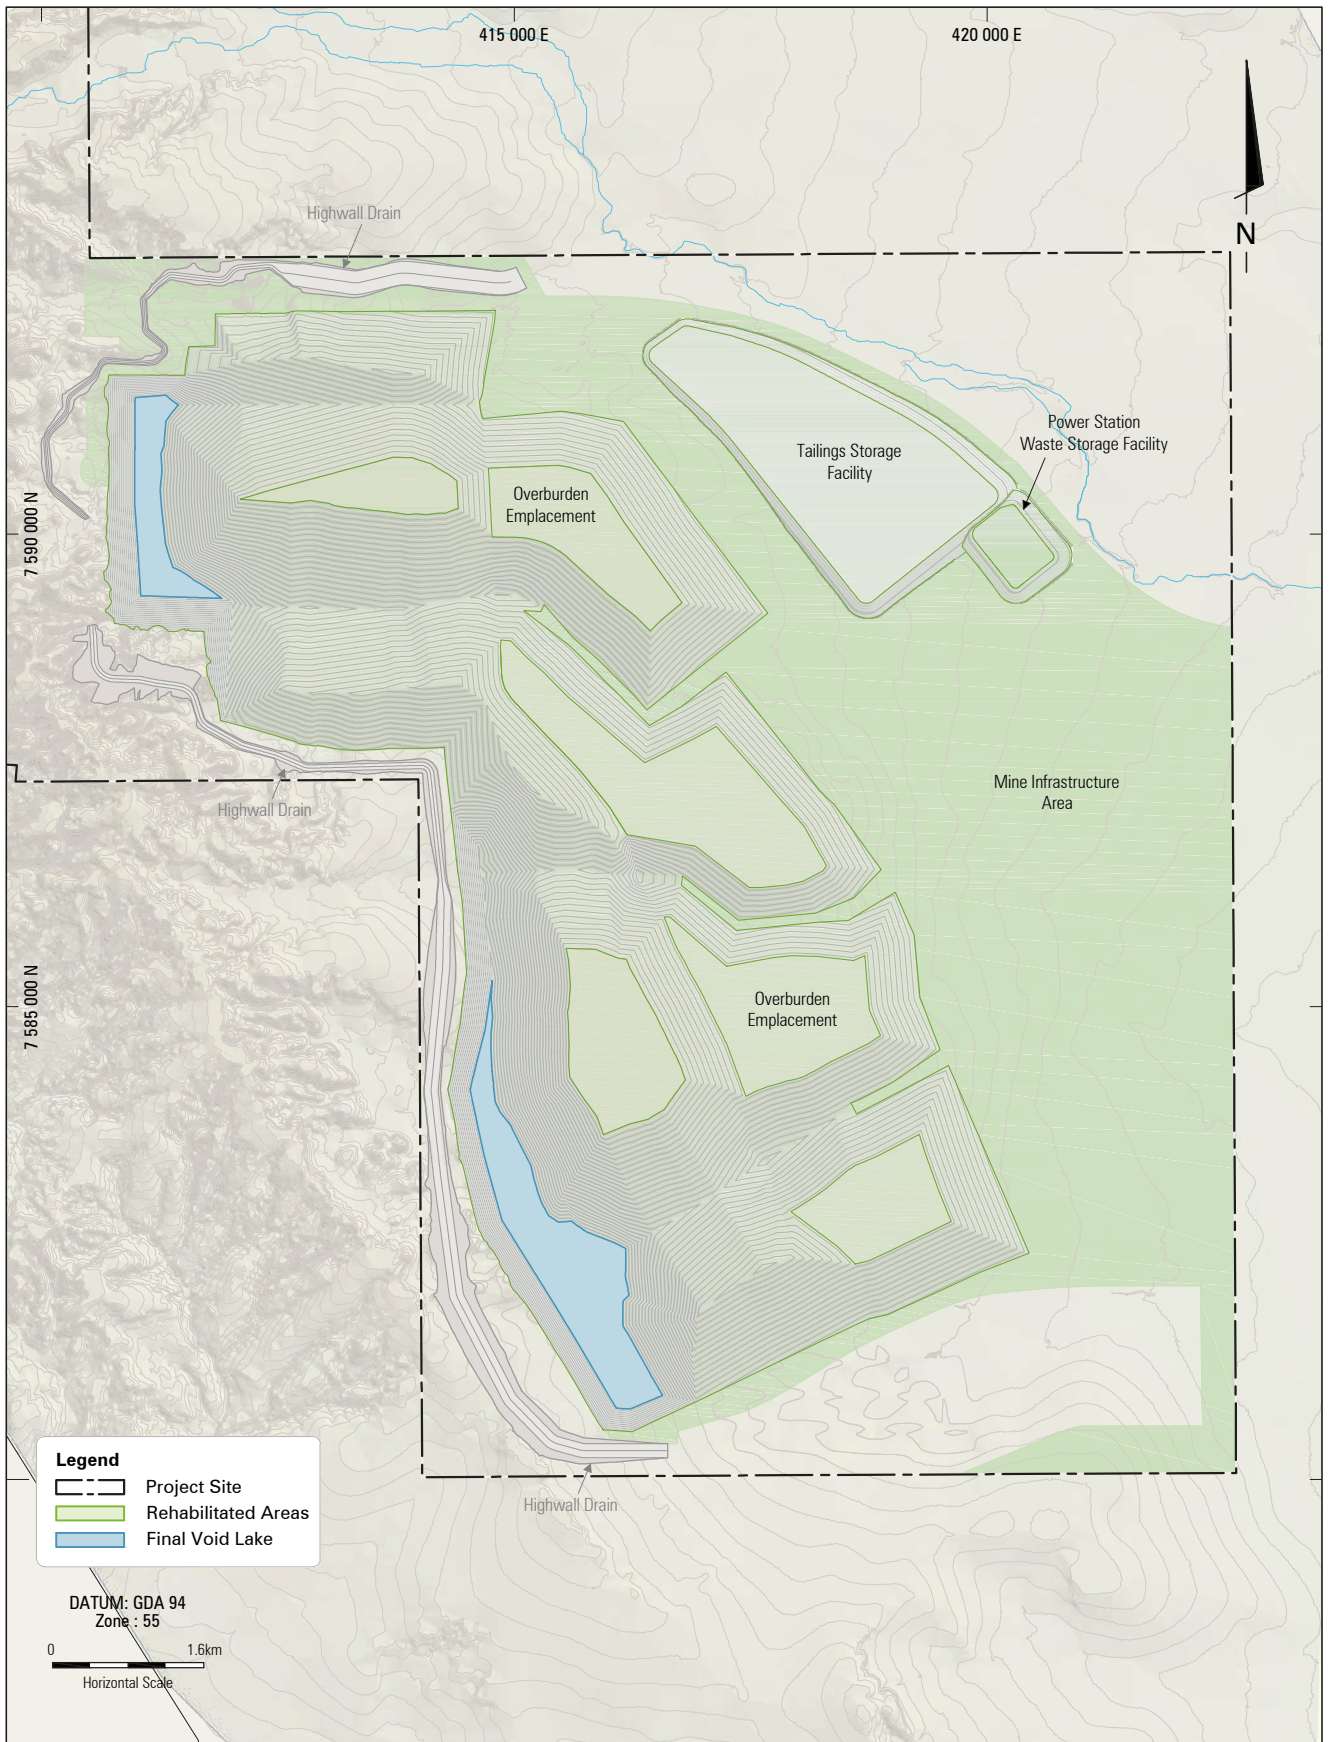 415 000 E
420 000 E
N
Highwall Drain
Power Station
Waste Storage Facility
Tailings Storage
Facility
Overburden
Emplacement
7 590 000 N
Mine Infrastructure
Area
Highwall Drain
7 585 000 N
Overburden
Emplacement
Highwall Drain
Legend
Project Site
Rehabilitated Areas
Final Void Lake
DATUM: GDA 94
Zone : 55
0 1.6km
Horizontal Scale